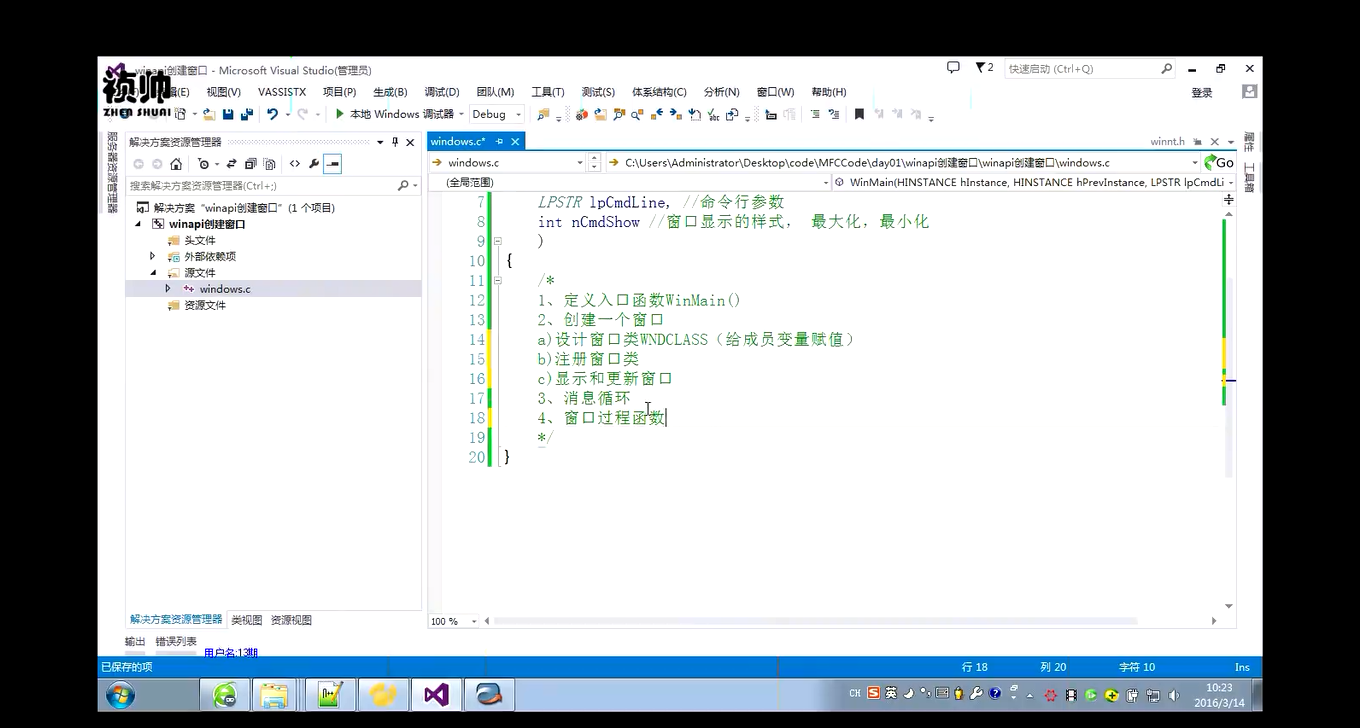 winapi创建窗口 - Microsoft Visual Studio(管理员)
2
快速启动 (Ctrl+Q)
祯帅
ZHEN SHUAI
(E) 视图(V) VASSISTX 项目(P) 生成(B) 调试(D) 团队(M) 工具(T) 测试(S) 体系结构(C) 分析(N) 窗口(W) 帮助(H)
登录
本地 Windows 调试器 Debug
服务器资源管理器
解决方案资源管理器
搜索解决方案资源管理器(Ctrl+;)
解决方案 "winapi创建窗口" (1 个项目)
winapi创建窗口
头文件
外部依赖项
源文件
windows.c
资源文件
windows.c*
winnt.h
windows.c
C:\Users\Administrator\Desktop\code\MFCCode\day01\winapi创建窗口\winapi创建窗口\windows.c
Go
(全局范围)
WinMain(HINSTANCE hInstance, HINSTANCE hPrevInstance, LPSTR lpCmdLi
7 LPSTR lpCmdLine, //命令行参数
8 int nCmdShow //窗口显示的样式， 最大化，最小化
9 )
10 {
11 /*
12 1、定义入口函数WinMain()
13 2、创建一个窗口
14 a)设计窗口类WNDCLASS（给成员变量赋值）
15 b)注册窗口类
16 c)显示和更新窗口
17 3、消息循环
18 4、窗口过程函数
19 */
20 }
属性
工具箱
100 %
解决方案资源管理器 类视图 资源视图
输出 错误列表
用户名:13期
已保存的项
行 18 列 20 字符 10 Ins
CH 英
10:23
2016/3/14